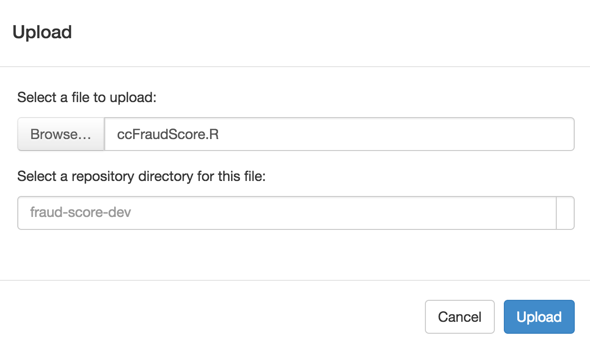 Upload
Select a file to upload:
Browse... ccFraudScore.R
Select a repository directory for this file:
fraud-score-dev
Cancel Upload